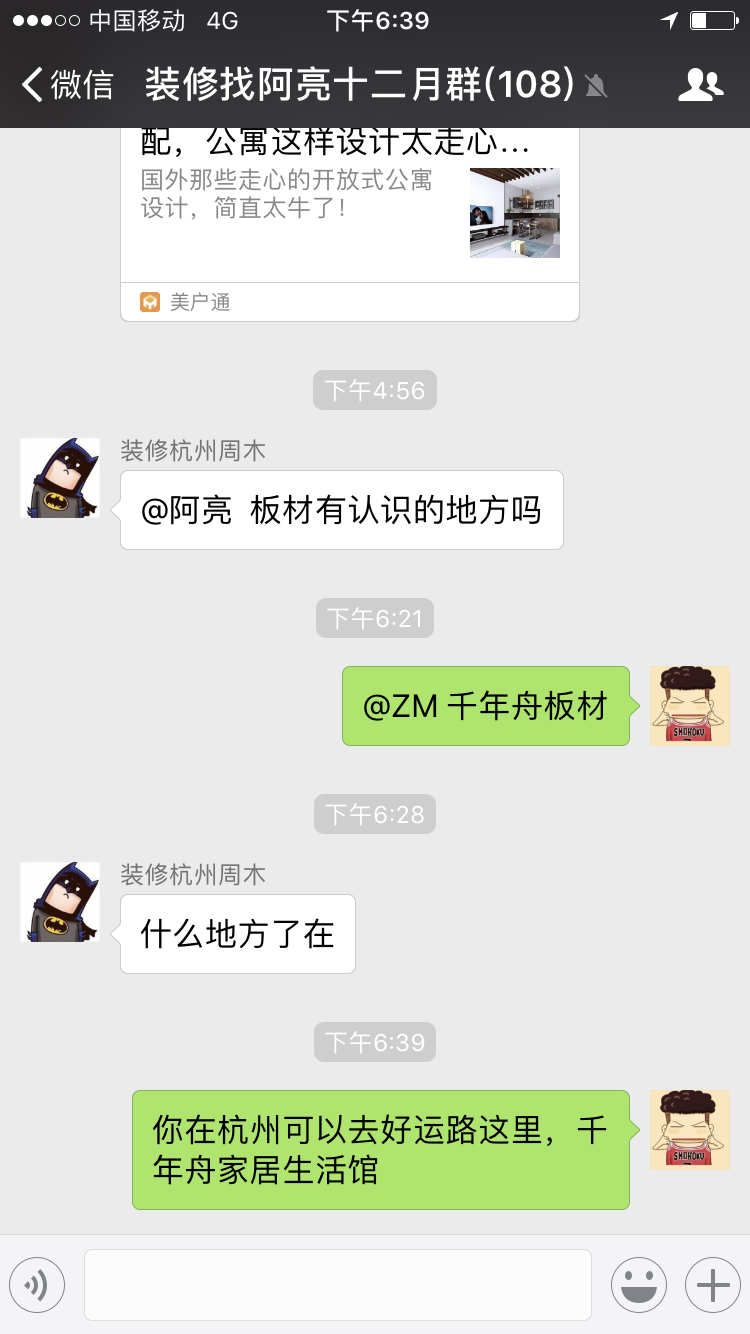 中国移动 4G 下午6:39
微信 装修找阿亮十二月群(108)
配，公寓这样设计太走心...
国外那些走心的开放式公寓
设计，简直太牛了！
美户通
下午4:56
装修杭州周木
@阿亮 板材有认识的地方吗
下午6:21
@ZM 千年舟板材
SHOHOKU
下午6:28
装修杭州周木
什么地方了在
下午6:39
你在杭州可以去好运路这里，千
年舟家居生活馆
SHOHOKU